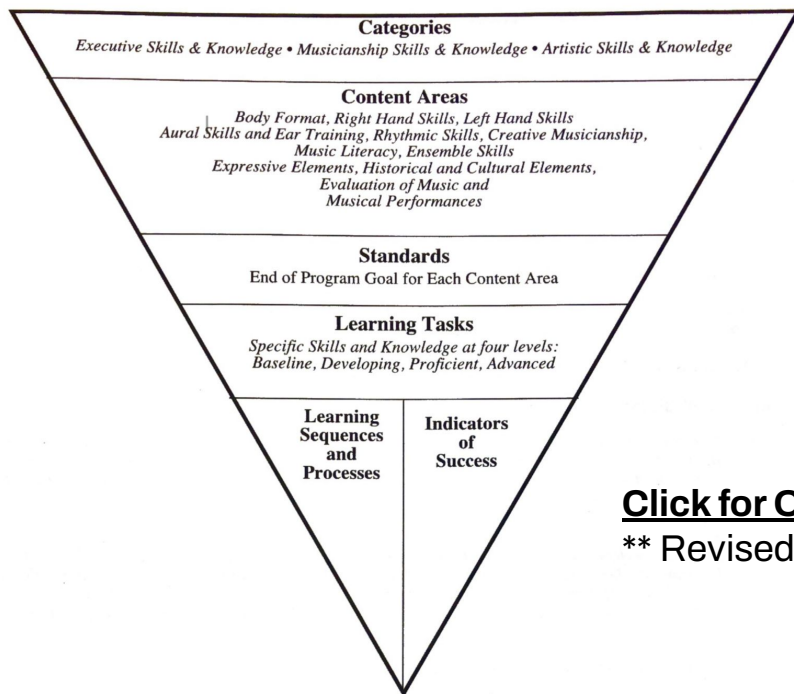 Categories
Executive Skills & Knowledge • Musicianship Skills & Knowledge • Artistic Skills & Knowledge
Content Areas
Body Format, Right Hand Skills, Left Hand Skills
Aural Skills and Ear Training, Rhythmic Skills, Creative Musicianship,
Music Literacy, Ensemble Skills
Expressive Elements, Historical and Cultural Elements,
Evaluation of Music and
Musical Performances
Standards
End of Program Goal for Each Content Area
Learning Tasks
Specific Skills and Knowledge at four levels:
Baseline, Developing, Proficient, Advanced
Learning
Sequences
and
Processes
Indicators
of
Success
Click for
** Revised